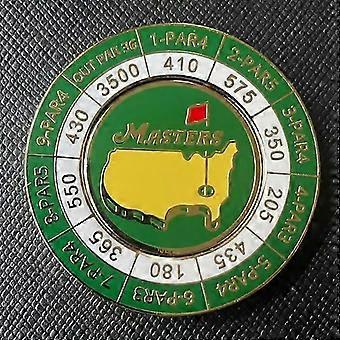 1-PAR4
2-PAR5
3-PAR4
4-PAR3
5-PAR4
6-PAR3
7-PAR4
8-PAR5
9-PAR4
OUT PAR 36
410
575
350
205
435
180
365
550
430
3500
MASTERS